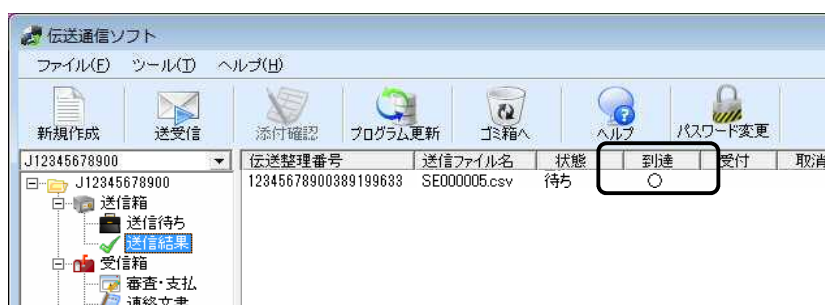 伝送通信ソフト
ファイル(F) ツール(T) ヘルプ(H)
新規作成 送受信 添付確認 プログラム更新 ゴミ箱へ ヘルプ パスワード変更
J12345678900 伝送整理番号 送信ファイル名 状態 到達 受付 取消
J12345678900 12345678900389199633 SE000005.csv 待ち ○
送信箱
送信待ち
送信結果
受信箱
審査・支払
連絡文書